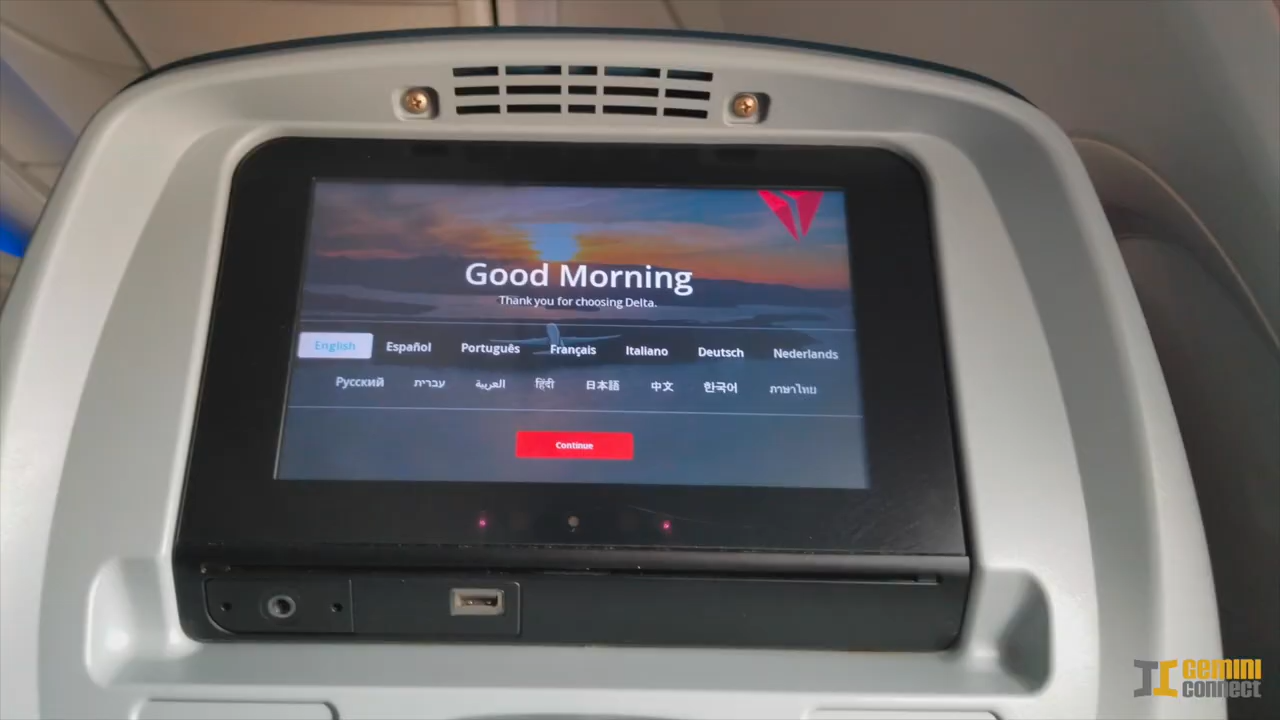 Good Morning
Thank you for choosing Delta.
English Español Português Français Italiano Deutsch Nederlands
Русский עברית العربية हिंदी 日本語 中文 한국어 ภาษาไทย
Continue
GEMINI
CONNECT